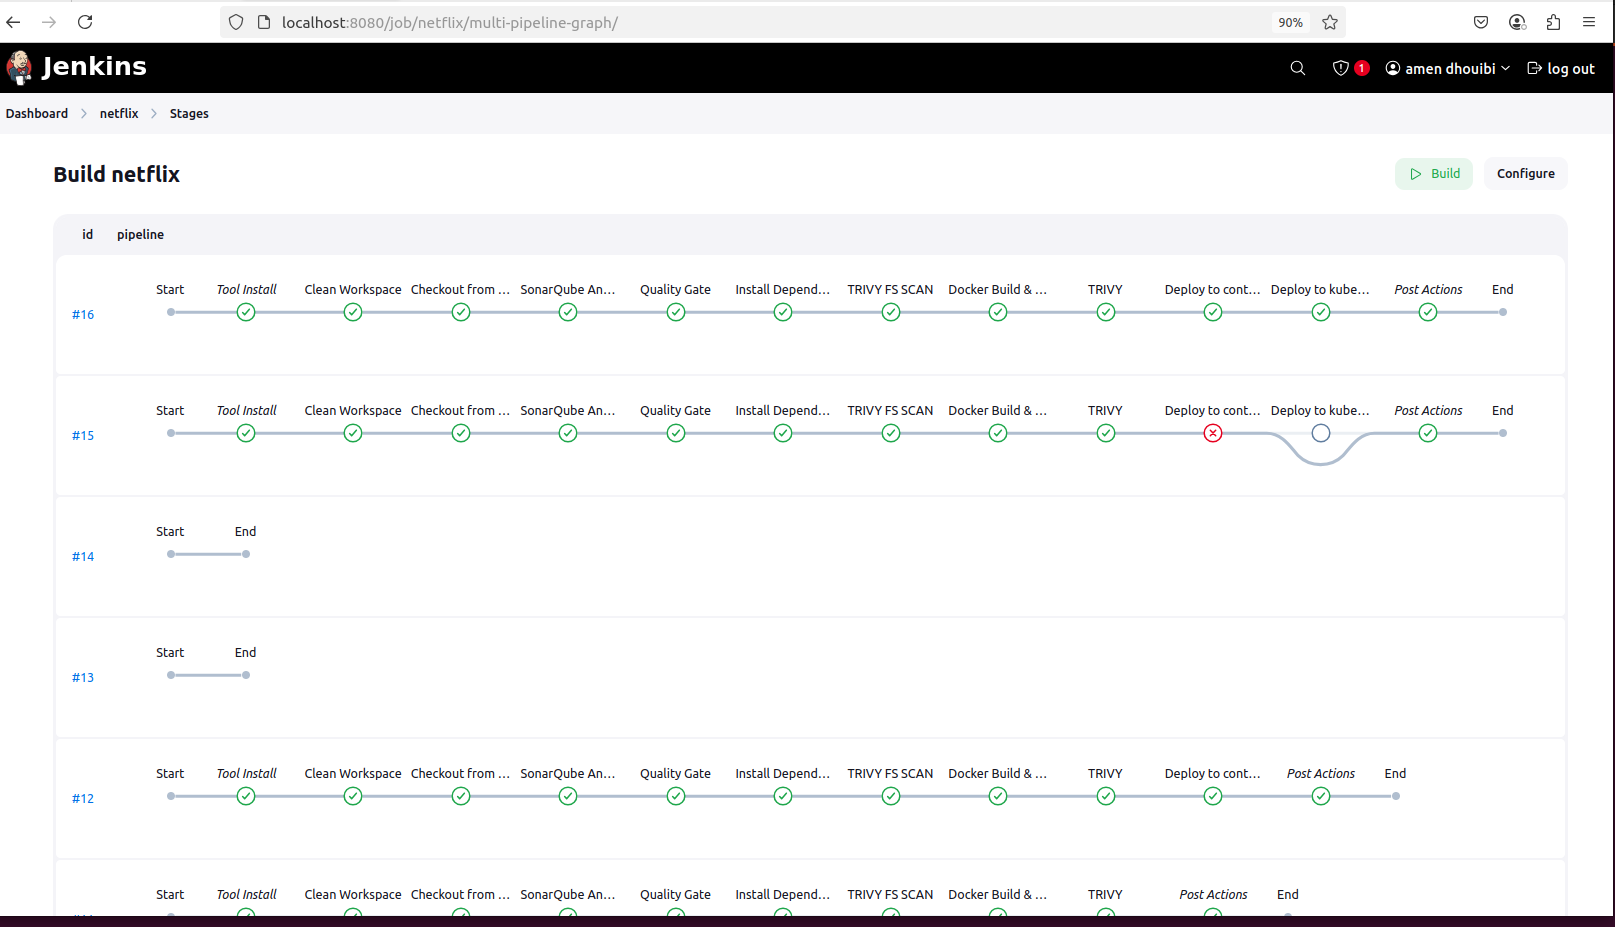 localhost:8080/job/netflix/multi-pipeline-graph/ 90%
Jenkins 1 amen dhouibi log out
Dashboard netflix Stages
Build netflix Build Configure
id pipeline
Start Tool Install Clean Workspace Checkout from ... SonarQube An... Quality Gate Install Depend... TRIVY FS SCAN Docker Build & ... TRIVY Deploy to cont... Deploy to kube... Post Actions End
#16
Start Tool Install Clean Workspace Checkout from ... SonarQube An... Quality Gate Install Depend... TRIVY FS SCAN Docker Build & ... TRIVY Deploy to cont... Deploy to kube... Post Actions End
#15
Start End
#14
Start End
#13
Start Tool Install Clean Workspace Checkout from ... SonarQube An... Quality Gate Install Depend... TRIVY FS SCAN Docker Build & ... TRIVY Deploy to cont... Post Actions End
#12
Start Tool Install Clean Workspace Checkout from ... SonarQube An... Quality Gate Install Depend... TRIVY FS SCAN Docker Build & ... TRIVY Post Actions End